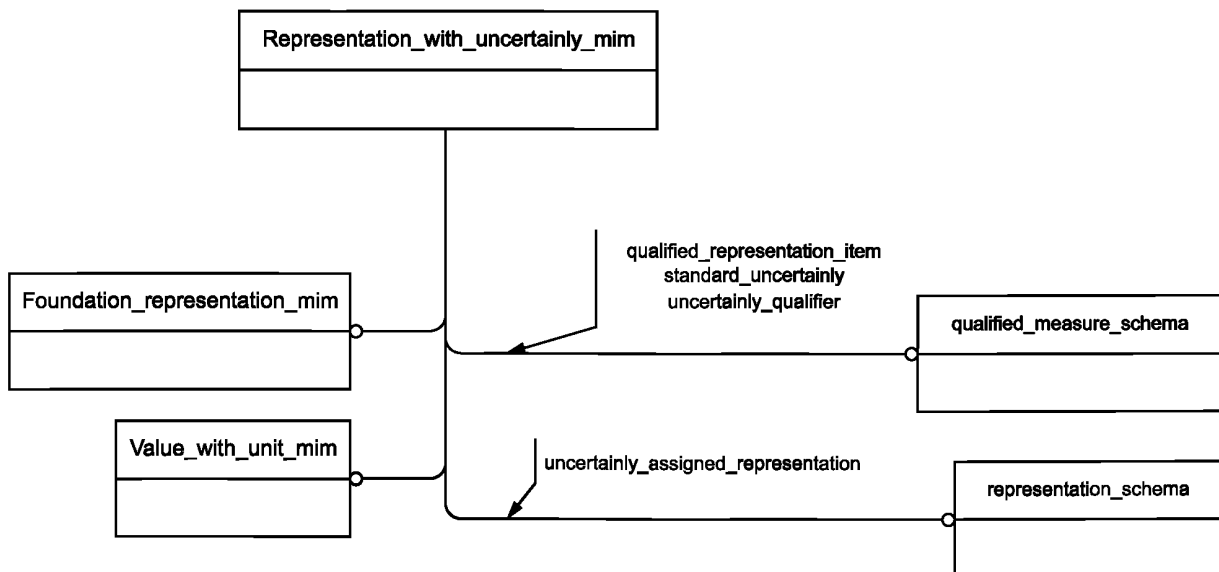 Representation_with_uncertainly_mim
qualified_representation_item
standard_uncertainly
uncertainly_qualifier
Foundation_representation_mim
qualified_measure_schema
Value_with_unit_mim
uncertainly_assigned_representation
representation_schema